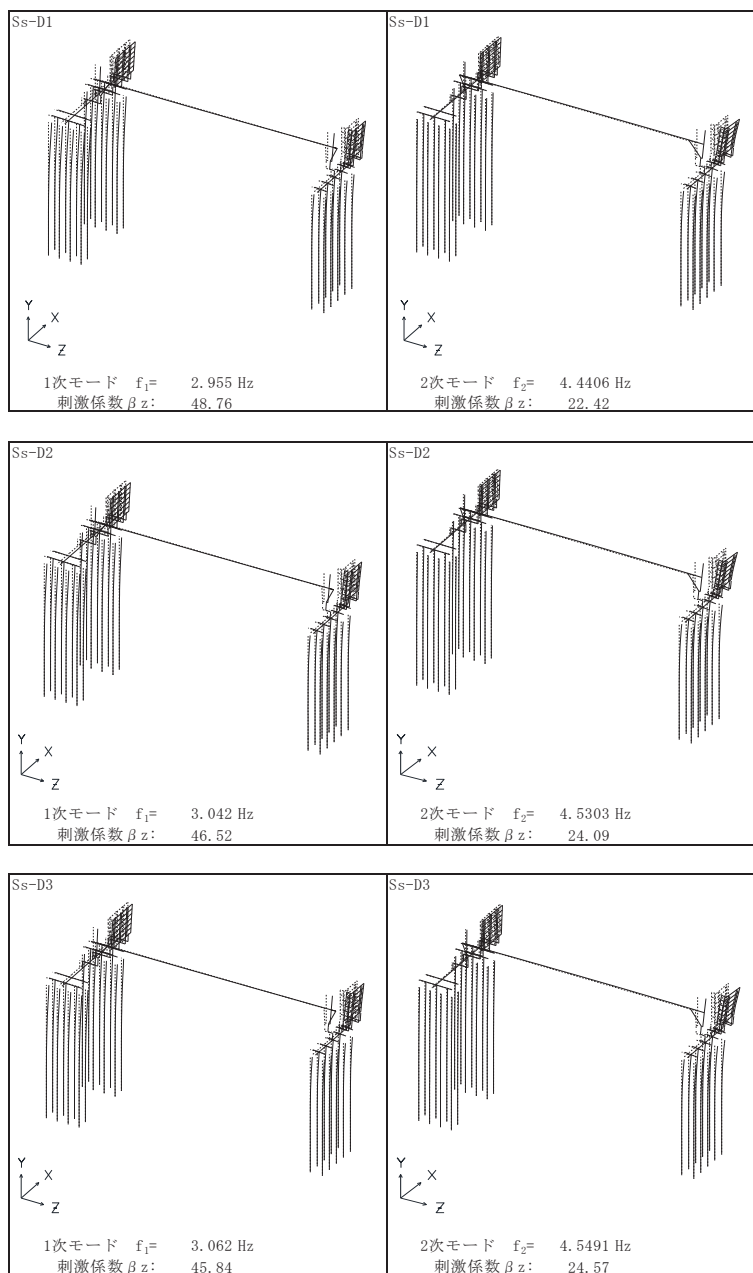 Ss-D1
Y
X
Z
1次モード f₁= 2.955 Hz
刺激係数βz: 48.76
Ss-D1
Y
X
Z
2次モード f₂= 4.4406 Hz
刺激係数βz: 22.42
Ss-D2
Y
X
Z
1次モード f₁= 3.042 Hz
刺激係数βz: 46.52
Ss-D2
Y
X
Z
2次モード f₂= 4.5303 Hz
刺激係数βz: 24.09
Ss-D3
Y
X
Z
1次モード f₁= 3.062 Hz
刺激係数βz: 45.84
Ss-D3
Y
X
Z
2次モード f₂= 4.5491 Hz
刺激係数βz: 24.57